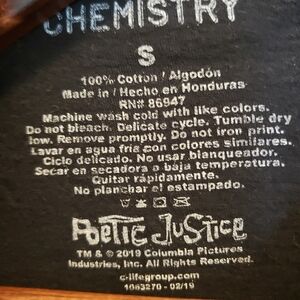 CHEMISTRY
S
100% Cotton / Algodón
Made in / Hecho en Honduras
RN# 86947
Machine wash cold with like colors.
Do not bleach. Delicate cycle. Tumble dry
low. Remove promptly. Do not iron print.
Lavar en agua fria con colores similares.
Ciclo delicado. No usar blanqueador.
Secar en secadora a baja temperatura.
Quitar rápidamente.
No planchar el estampado.
Poetic Justice
TM & © 2019 Columbia Pictures
Industries, Inc. All Rights Reserved.
c-lifegroup.com
1063270 - 02/19